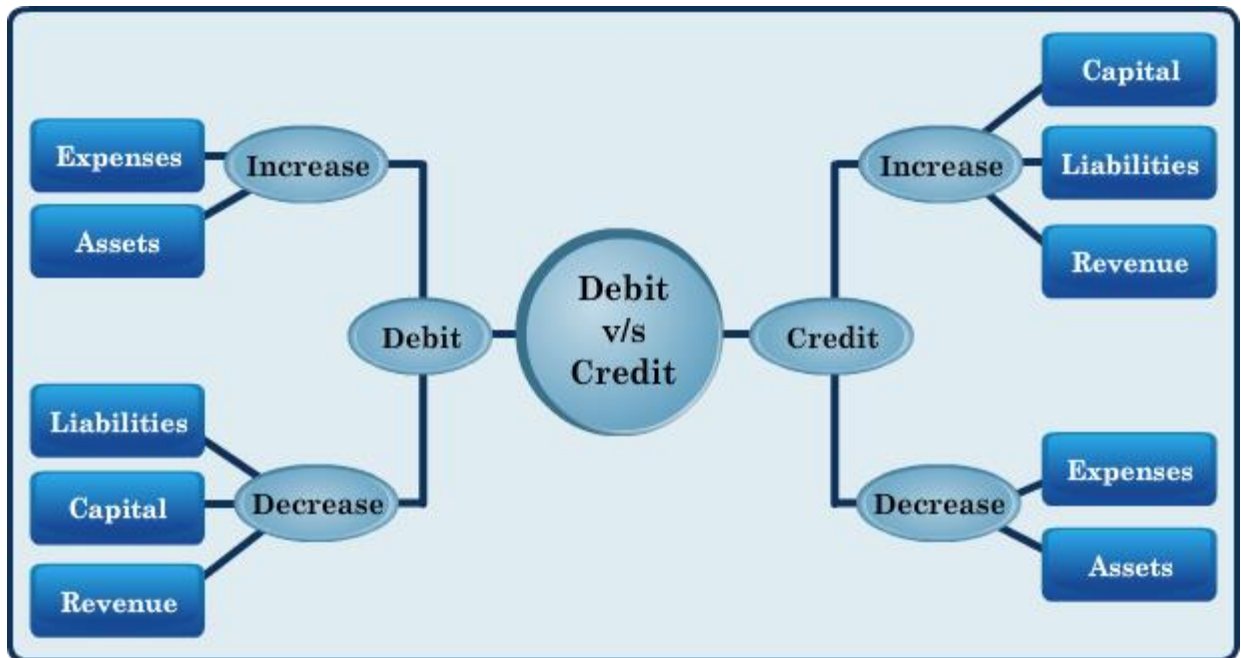 Expenses
Assets
Increase
Debit
Liabilities
Capital
Revenue
Decrease
Debit
v/s
Credit
Credit
Increase
Capital
Liabilities
Revenue
Decrease
Expenses
Assets